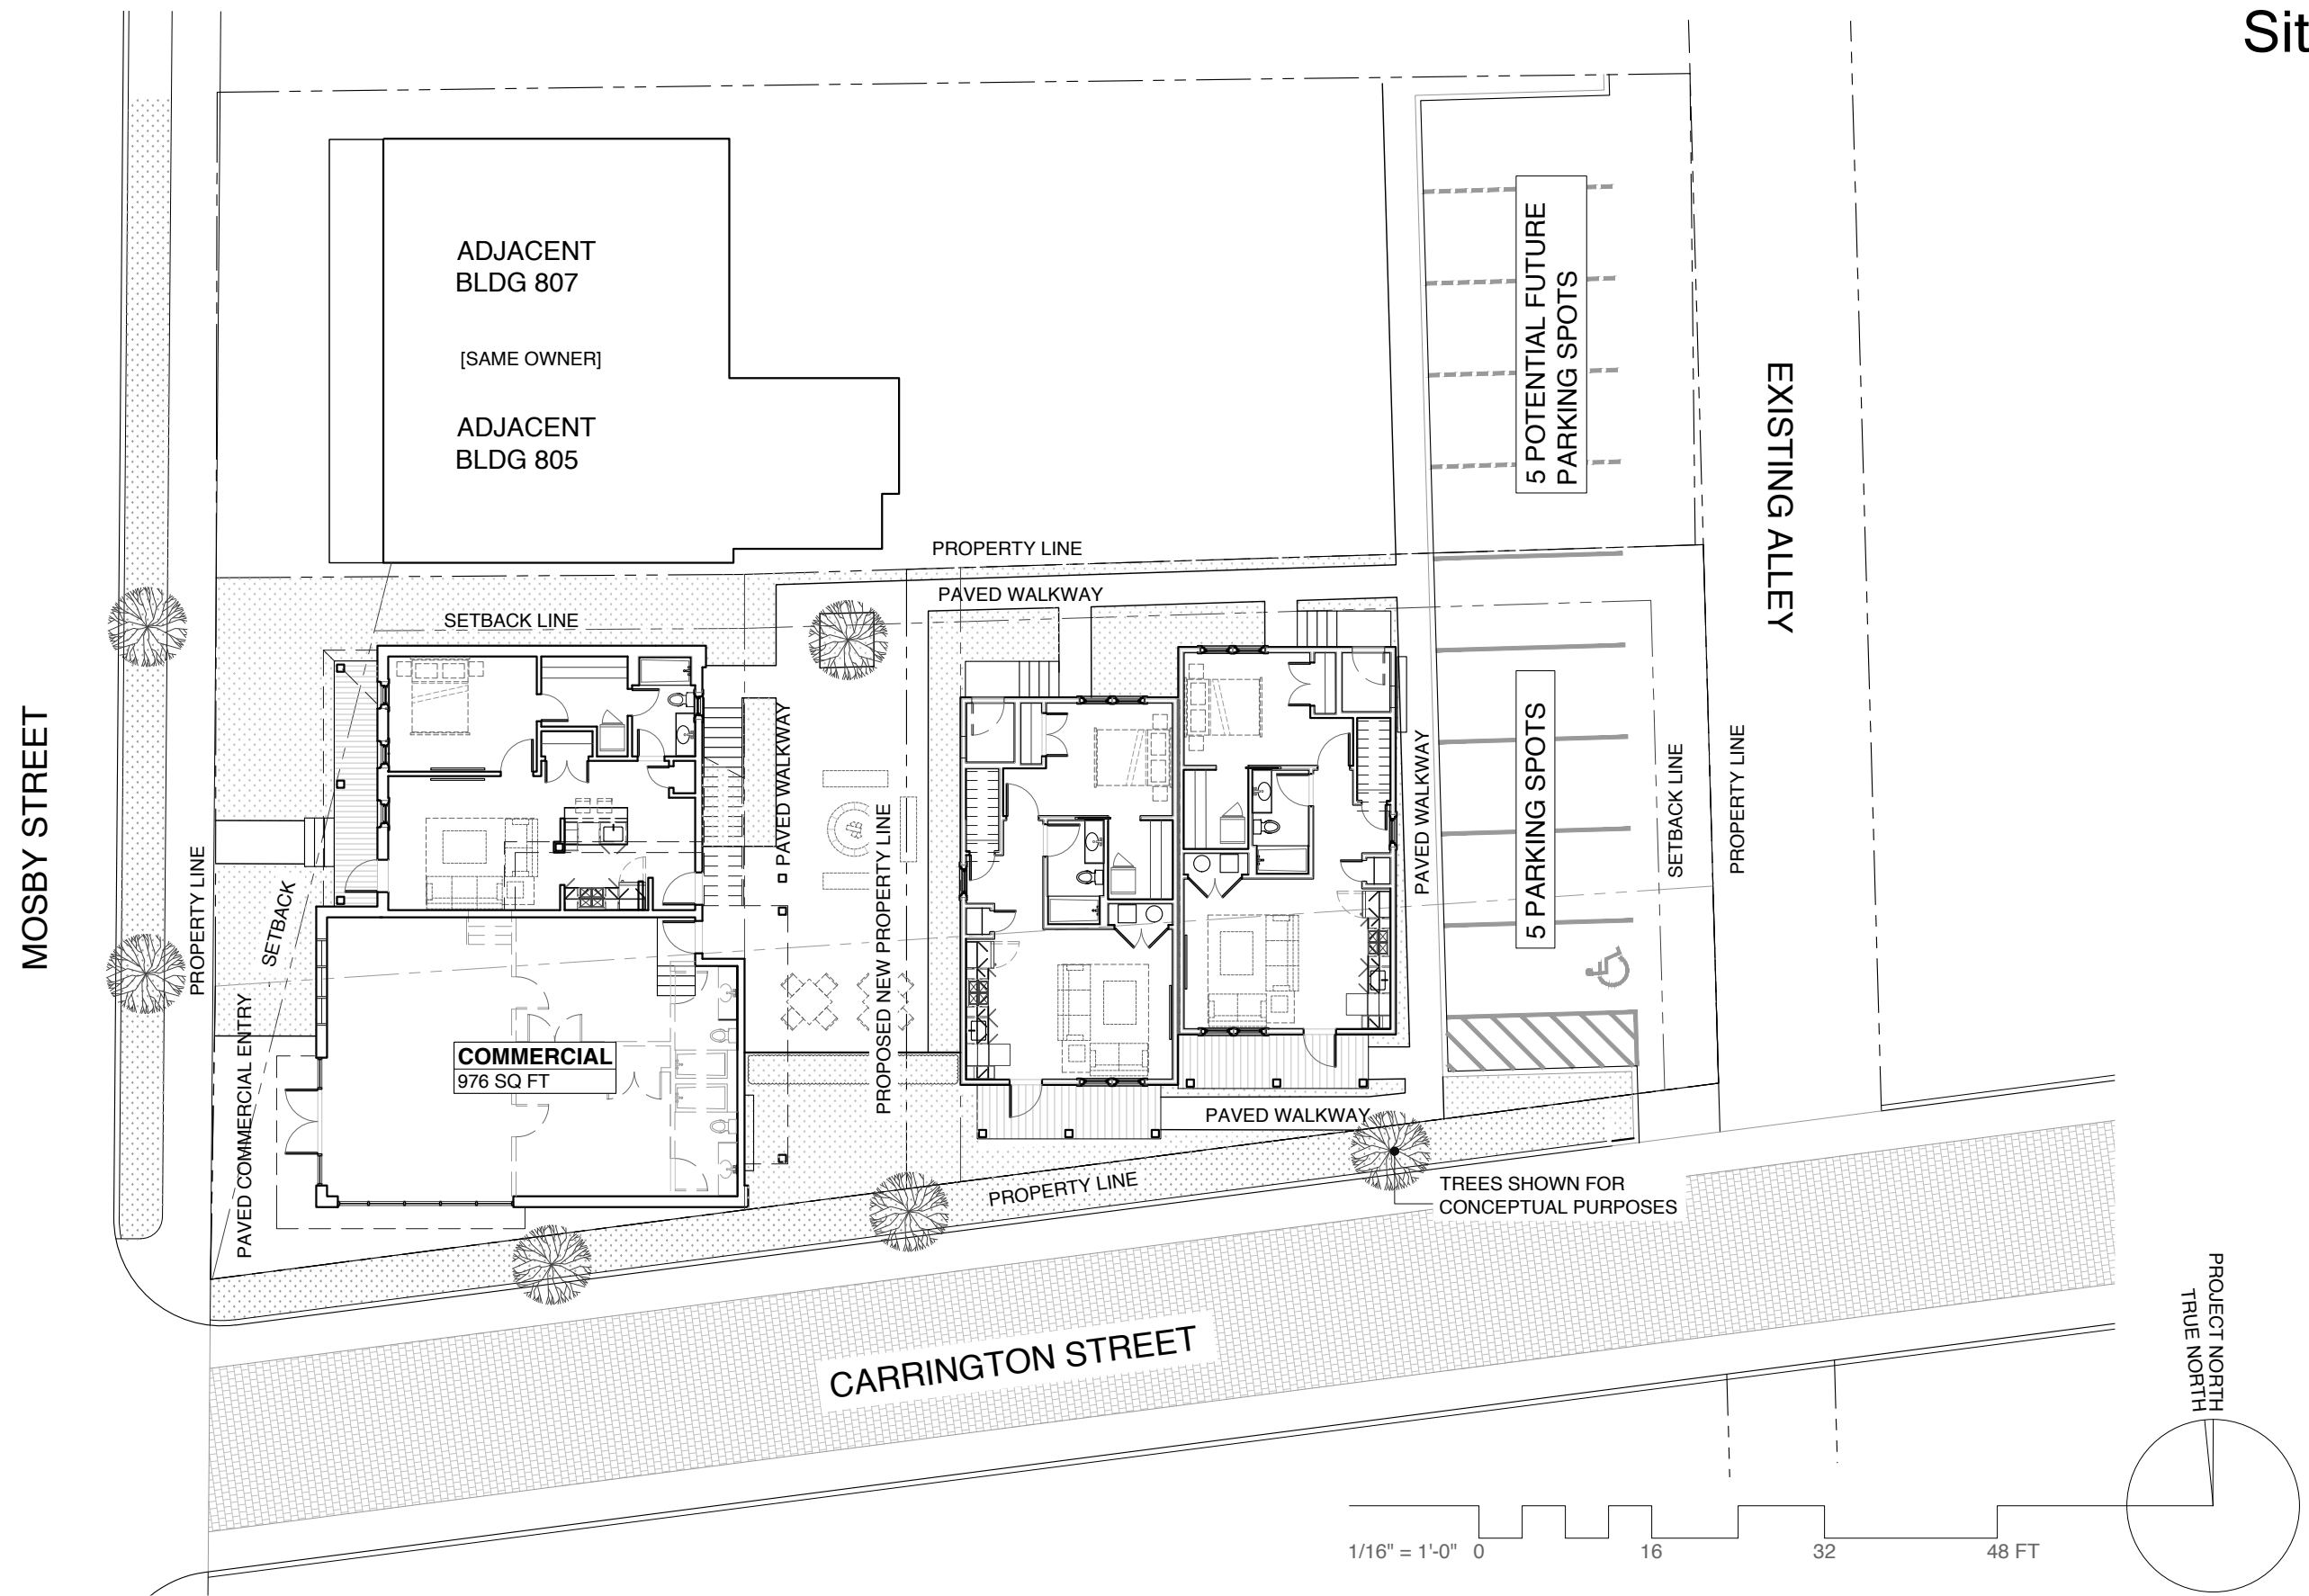 Sit
ADJACENT
BLDG 807
[SAME OWNER]
ADJACENT
BLDG 805
5 POTENTIAL FUTURE
PARKING SPOTS
EXISTING ALLEY
PROPERTY LINE
PAVED WALKWAY
SETBACK LINE
MOSBY STREET
PROPERTY LINE
SETBACK
PAVED COMMERCIAL ENTRY
PAVED WALKWAY
PROPOSED NEW PROPERTY LINE
PAVED WALKWAY
5 PARKING SPOTS
SETBACK LINE
PROPERTY LINE
COMMERCIAL
976 SQ FT
PAVED WALKWAY
PROPERTY LINE
TREES SHOWN FOR
CONCEPTUAL PURPOSES
CARRINGTON STREET
PROJECT NORTH
TRUE NORTH
1/16" = 1'-0" 0 16 32 48 FT